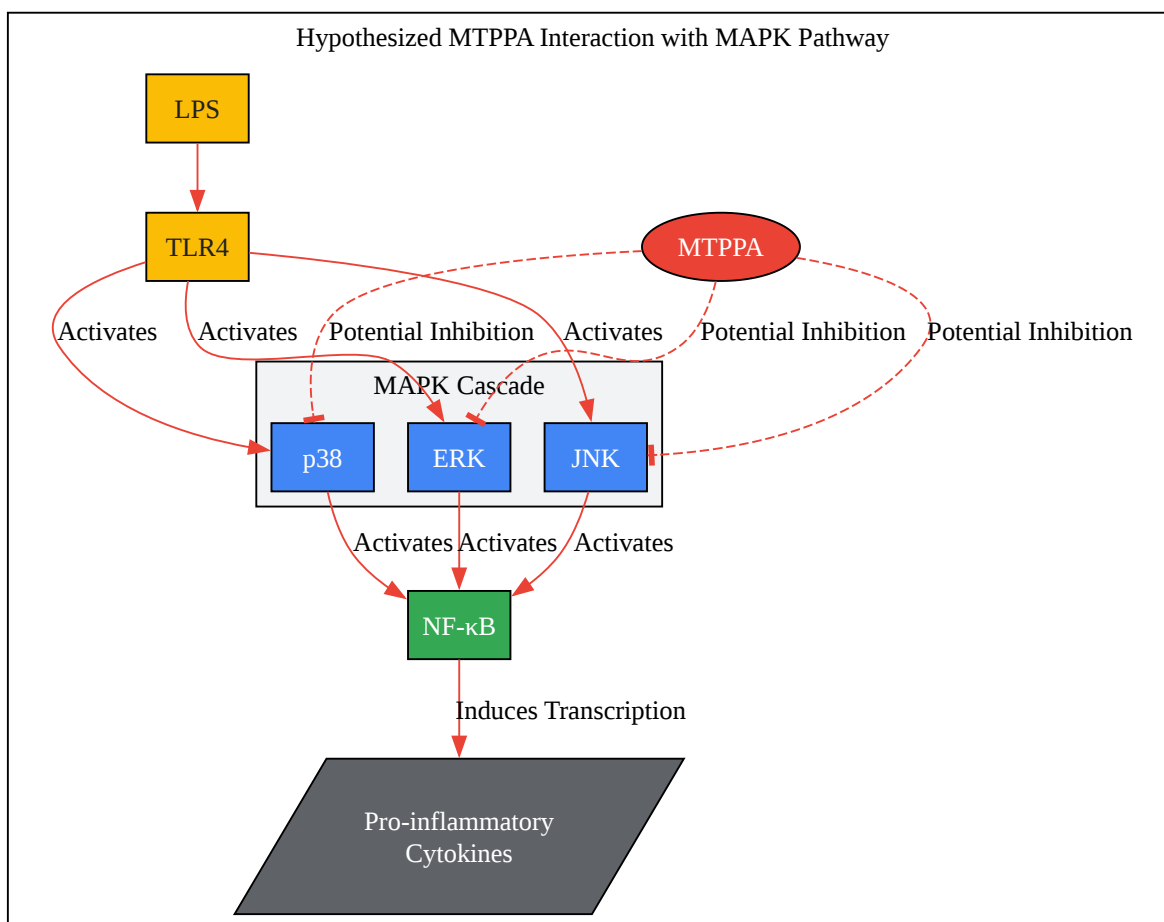 Hypothesized MTPPA Interaction with MAPK Pathway
LPS
TLR4
MTPPA
Activates
Activates
Potential Inhibition
Activates
Potential Inhibition
Potential Inhibition
MAPK Cascade
p38
ERK
JNK
Activates
Activates
Activates
NF-κB
Induces Transcription
Pro-inflammatory
Cytokines